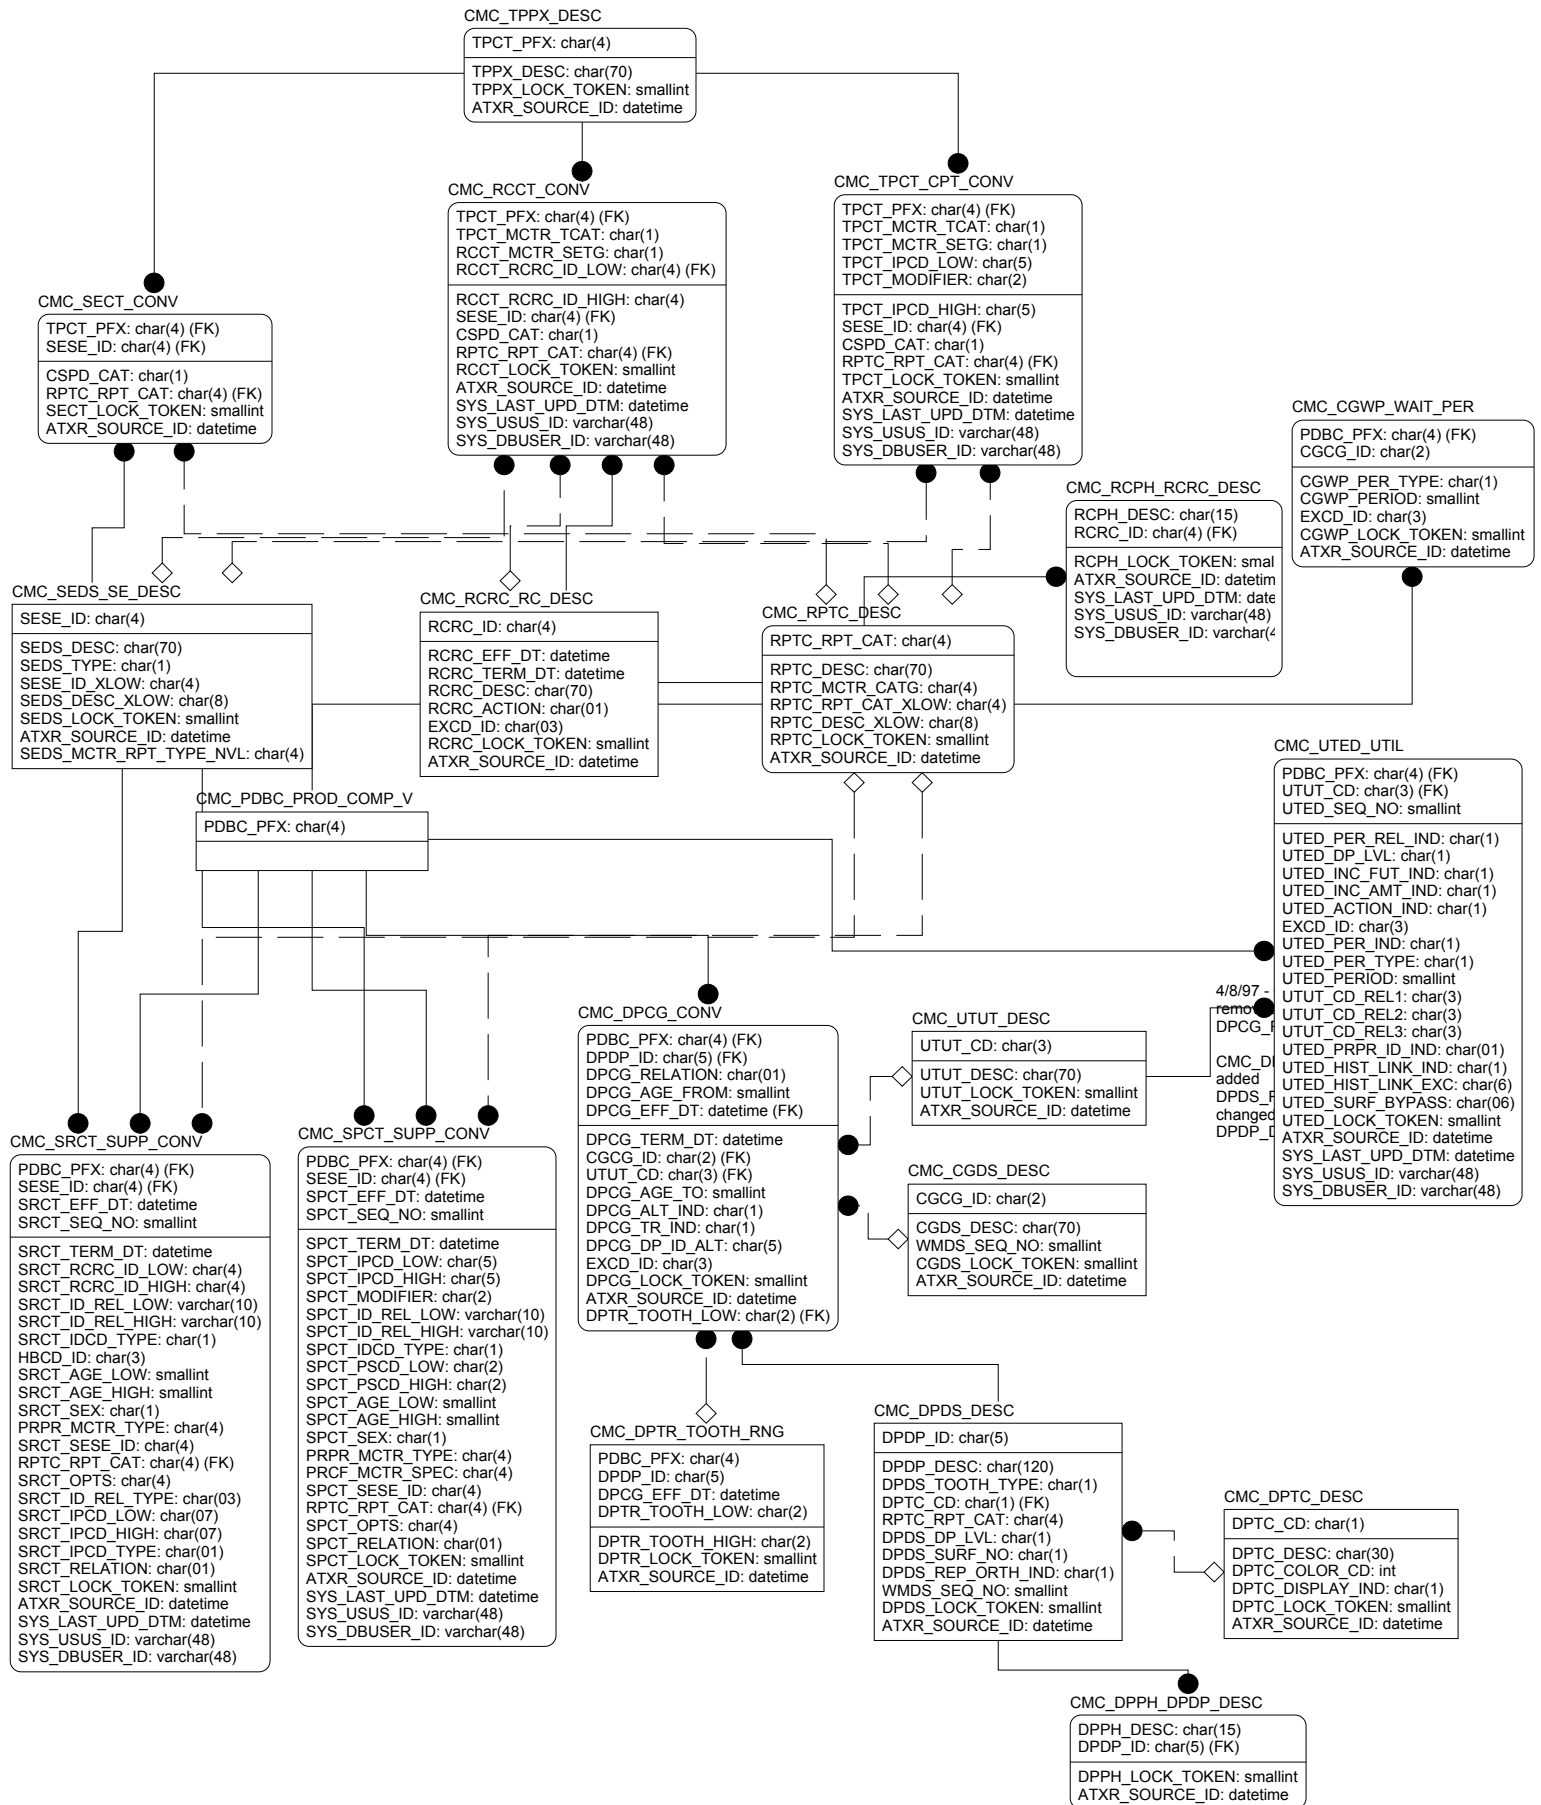 CMC_TPPX_DESC
TPCT_PFX: char(4)
TPPX_DESC: char(70)
TPPX_LOCK_TOKEN: smallint
ATXR_SOURCE_ID: datetime
CMC_RCCT_CONV
TPCT_PFX: char(4) (FK)
TPCT_MCTR_TCAT: char(1)
RCCT_MCTR_SETG: char(1)
RCCT_RCRC_ID_LOW: char(4) (FK)
RCCT_RCRC_ID_HIGH: char(4)
SESE_ID: char(4) (FK)
CSPD_CAT: char(1)
RPTC_RPT_CAT: char(4) (FK)
RCCT_LOCK_TOKEN: smallint
ATXR_SOURCE_ID: datetime
SYS_LAST_UPD_DTM: datetime
SYS_USUS_ID: varchar(48)
SYS_DBUSER_ID: varchar(48)
CMC_TPCT_CPT_CONV
TPCT_PFX: char(4) (FK)
TPCT_MCTR_TCAT: char(1)
TPCT_MCTR_SETG: char(1)
TPCT_IPCD_LOW: char(5)
TPCT_MODIFIER: char(2)
TPCT_IPCD_HIGH: char(5)
SESE_ID: char(4) (FK)
CSPD_CAT: char(1)
RPTC_RPT_CAT: char(4) (FK)
TPCT_LOCK_TOKEN: smallint
ATXR_SOURCE_ID: datetime
SYS_LAST_UPD_DTM: datetime
SYS_USUS_ID: varchar(48)
SYS_DBUSER_ID: varchar(48)
CMC_SECT_CONV
TPCT_PFX: char(4) (FK)
SESE_ID: char(4) (FK)
CSPD_CAT: char(1)
RPTC_RPT_CAT: char(4) (FK)
SECT_LOCK_TOKEN: smallint
ATXR_SOURCE_ID: datetime
CMC_CGWP_WAIT_PER
PDBC_PFX: char(4) (FK)
CGCG_ID: char(2)
CGWP_PER_TYPE: char(1)
CGWP_PERIOD: smallint
EXCD_ID: char(3)
CGWP_LOCK_TOKEN: smallint
ATXR_SOURCE_ID: datetime
CMC_RCPH_RCRC_DESC
RCPH_DESC: char(15)
RCRC_ID: char(4) (FK)
RCPH_LOCK_TOKEN: smal
ATXR_SOURCE_ID: datetim
SYS_LAST_UPD_DTM: date
SYS_USUS_ID: varchar(48)
SYS_DBUSER_ID: varchar(4
CMC_SEDS_SE_DESC
SESE_ID: char(4)
SEDS_DESC: char(70)
SEDS_TYPE: char(1)
SESE_ID_XLOW: char(4)
SEDS_DESC_XLOW: char(8)
SEDS_LOCK_TOKEN: smallint
ATXR_SOURCE_ID: datetime
SEDS_MCTR_RPT_TYPE_NVL: char(4)
CMC_RCRC_RC_DESC
RCRC_ID: char(4)
RCRC_EFF_DT: datetime
RCRC_TERM_DT: datetime
RCRC_DESC: char(70)
RCRC_ACTION: char(01)
EXCD_ID: char(03)
RCRC_LOCK_TOKEN: smallint
ATXR_SOURCE_ID: datetime
CMC_RPTC_DESC
RPTC_RPT_CAT: char(4)
RPTC_DESC: char(70)
RPTC_MCTR_CATG: char(4)
RPTC_RPT_CAT_XLOW: char(4)
RPTC_DESC_XLOW: char(8)
RPTC_LOCK_TOKEN: smallint
ATXR_SOURCE_ID: datetime
CMC_UTED_UTIL
PDBC_PFX: char(4) (FK)
UTUT_CD: char(3) (FK)
UTED_SEQ_NO: smallint
UTED_PER_REL_IND: char(1)
UTED_DP_LVL: char(1)
UTED_INC_FUT_IND: char(1)
UTED_INC_AMT_IND: char(1)
UTED_ACTION_IND: char(1)
EXCD_ID: char(3)
UTED_PER_IND: char(1)
UTED_PER_TYPE: char(1)
UTED_PERIOD: smallint
UTUT_CD_REL1: char(3)
UTUT_CD_REL2: char(3)
UTUT_CD_REL3: char(3)
UTED_PRPR_ID_IND: char(01)
UTED_HIST_LINK_IND: char(1)
UTED_HIST_LINK_EXC: char(6)
UTED_SURF_BYPASS: char(06)
UTED_LOCK_TOKEN: smallint
ATXR_SOURCE_ID: datetime
SYS_LAST_UPD_DTM: datetime
SYS_USUS_ID: varchar(48)
SYS_DBUSER_ID: varchar(48)
CMC_PDBC_PROD_COMP_V
PDBC_PFX: char(4)
4/8/97 -
remov
DPCG_F
CMC_D
added
DPDS_F
changed
DPDP_D
CMC_DPCG_CONV
PDBC_PFX: char(4) (FK)
DPDP_ID: char(5) (FK)
DPCG_RELATION: char(01)
DPCG_AGE_FROM: smallint
DPCG_EFF_DT: datetime (FK)
DPCG_TERM_DT: datetime
CGCG_ID: char(2) (FK)
UTUT_CD: char(3) (FK)
DPCG_AGE_TO: smallint
DPCG_ALT_IND: char(1)
DPCG_TR_IND: char(1)
DPCG_DP_ID_ALT: char(5)
EXCD_ID: char(3)
DPCG_LOCK_TOKEN: smallint
ATXR_SOURCE_ID: datetime
DPTR_TOOTH_LOW: char(2) (FK)
CMC_UTUT_DESC
UTUT_CD: char(3)
UTUT_DESC: char(70)
UTUT_LOCK_TOKEN: smallint
ATXR_SOURCE_ID: datetime
CMC_CGDS_DESC
CGCG_ID: char(2)
CGDS_DESC: char(70)
WMDS_SEQ_NO: smallint
CGDS_LOCK_TOKEN: smallint
ATXR_SOURCE_ID: datetime
CMC_SRCT_SUPP_CONV
PDBC_PFX: char(4) (FK)
SESE_ID: char(4) (FK)
SRCT_EFF_DT: datetime
SRCT_SEQ_NO: smallint
SRCT_TERM_DT: datetime
SRCT_RCRC_ID_LOW: char(4)
SRCT_RCRC_ID_HIGH: char(4)
SRCT_ID_REL_LOW: varchar(10)
SRCT_ID_REL_HIGH: varchar(10)
SRCT_IDCD_TYPE: char(1)
HBCD_ID: char(3)
SRCT_AGE_LOW: smallint
SRCT_AGE_HIGH: smallint
SRCT_SEX: char(1)
PRPR_MCTR_TYPE: char(4)
SRCT_SESE_ID: char(4)
RPTC_RPT_CAT: char(4) (FK)
SRCT_OPTS: char(4)
SRCT_ID_REL_TYPE: char(03)
SRCT_IPCD_LOW: char(07)
SRCT_IPCD_HIGH: char(07)
SRCT_IPCD_TYPE: char(01)
SRCT_RELATION: char(01)
SRCT_LOCK_TOKEN: smallint
ATXR_SOURCE_ID: datetime
SYS_LAST_UPD_DTM: datetime
SYS_USUS_ID: varchar(48)
SYS_DBUSER_ID: varchar(48)
CMC_SPCT_SUPP_CONV
PDBC_PFX: char(4) (FK)
SESE_ID: char(4) (FK)
SPCT_EFF_DT: datetime
SPCT_SEQ_NO: smallint
SPCT_TERM_DT: datetime
SPCT_IPCD_LOW: char(5)
SPCT_IPCD_HIGH: char(5)
SPCT_MODIFIER: char(2)
SPCT_ID_REL_LOW: varchar(10)
SPCT_ID_REL_HIGH: varchar(10)
SPCT_IDCD_TYPE: char(1)
SPCT_PSCD_LOW: char(2)
SPCT_PSCD_HIGH: char(2)
SPCT_AGE_LOW: smallint
SPCT_AGE_HIGH: smallint
SPCT_SEX: char(1)
PRPR_MCTR_TYPE: char(4)
PRCF_MCTR_SPEC: char(4)
SPCT_SESE_ID: char(4)
RPTC_RPT_CAT: char(4) (FK)
SPCT_OPTS: char(4)
SPCT_RELATION: char(01)
SPCT_LOCK_TOKEN: smallint
ATXR_SOURCE_ID: datetime
SYS_LAST_UPD_DTM: datetime
SYS_USUS_ID: varchar(48)
SYS_DBUSER_ID: varchar(48)
CMC_DPTR_TOOTH_RNG
PDBC_PFX: char(4)
DPDP_ID: char(5)
DPCG_EFF_DT: datetime
DPTR_TOOTH_LOW: char(2)
DPTR_TOOTH_HIGH: char(2)
DPTR_LOCK_TOKEN: smallint
ATXR_SOURCE_ID: datetime
CMC_DPDS_DESC
DPDP_ID: char(5)
DPDP_DESC: char(120)
DPDS_TOOTH_TYPE: char(1)
DPTC_CD: char(1) (FK)
RPTC_RPT_CAT: char(4)
DPDS_DP_LVL: char(1)
DPDS_SURF_NO: char(1)
DPDS_REP_ORTH_IND: char(1)
WMDS_SEQ_NO: smallint
DPDS_LOCK_TOKEN: smallint
ATXR_SOURCE_ID: datetime
CMC_DPTC_DESC
DPTC_CD: char(1)
DPTC_DESC: char(30)
DPTC_COLOR_CD: int
DPTC_DISPLAY_IND: char(1)
DPTC_LOCK_TOKEN: smallint
ATXR_SOURCE_ID: datetime
CMC_DPPH_DPDP_DESC
DPPH_DESC: char(15)
DPDP_ID: char(5) (FK)
DPPH_LOCK_TOKEN: smallint
ATXR_SOURCE_ID: datetime